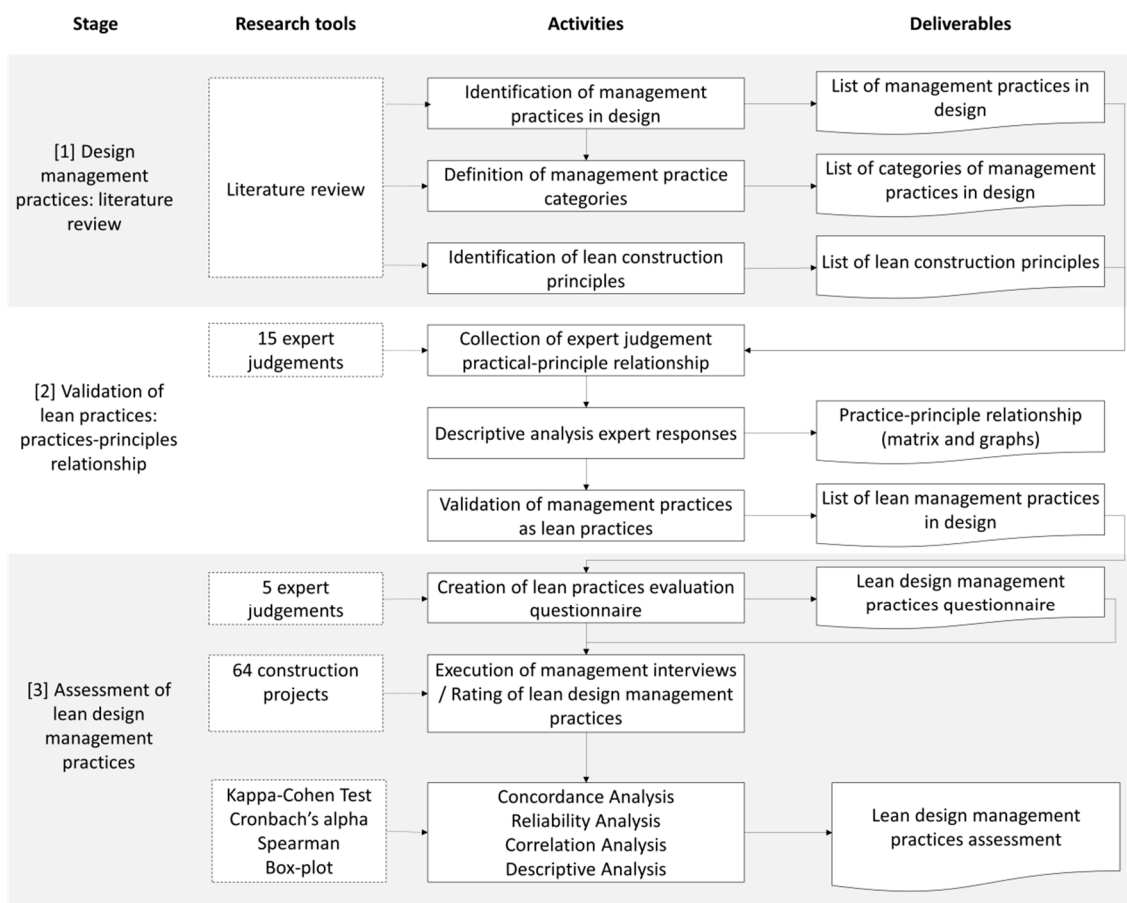 Stage
Research tools
Activities
Deliverables
[1] Design
management
practices: literature
review
Literature review
Identification of management
practices in design
List of management practices in
design
Definition of management practice
categories
List of categories of management
practices in design
Identification of lean construction
principles
List of lean construction principles
[2] Validation of
lean practices:
practices-principles
relationship
15 expert
judgements
Collection of expert judgement
practical-principle relationship
Descriptive analysis expert responses
Practice-principle relationship
(matrix and graphs)
Validation of management practices
as lean practices
List of lean management practices
in design
[3] Assessment of
lean design
management
practices
5 expert
judgements
Creation of lean practices evaluation
questionnaire
Lean design management
practices questionnaire
64 construction
projects
Execution of management interviews
/ Rating of lean design management
practices
Kappa-Cohen Test
Cronbach’s alpha
Spearman
Box-plot
Concordance Analysis
Reliability Analysis
Correlation Analysis
Descriptive Analysis
Lean design management
practices assessment